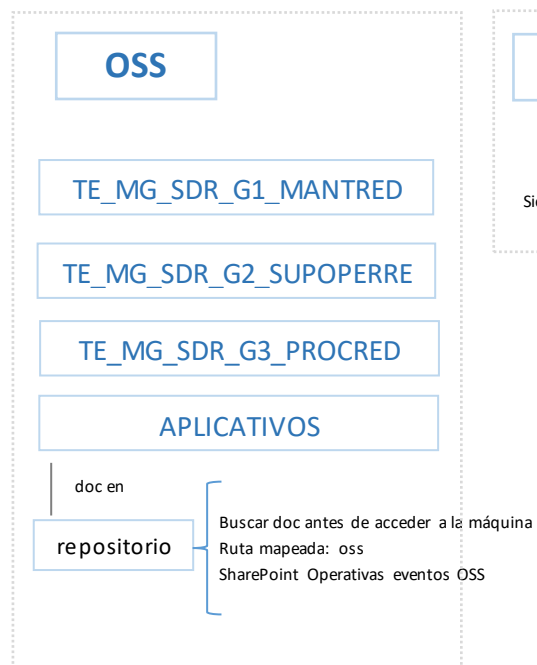 OSS
TE_MG_SDR_G1_MANTRED
TE_MG_SDR_G2_SUPOPERRE
TE_MG_SDR_G3_PROCRED
APLICATIVOS
doc en
repositorio
Buscar doc antes de acceder a la máquina
Ruta mapeada: oss
SharePoint Operativas eventos OSS